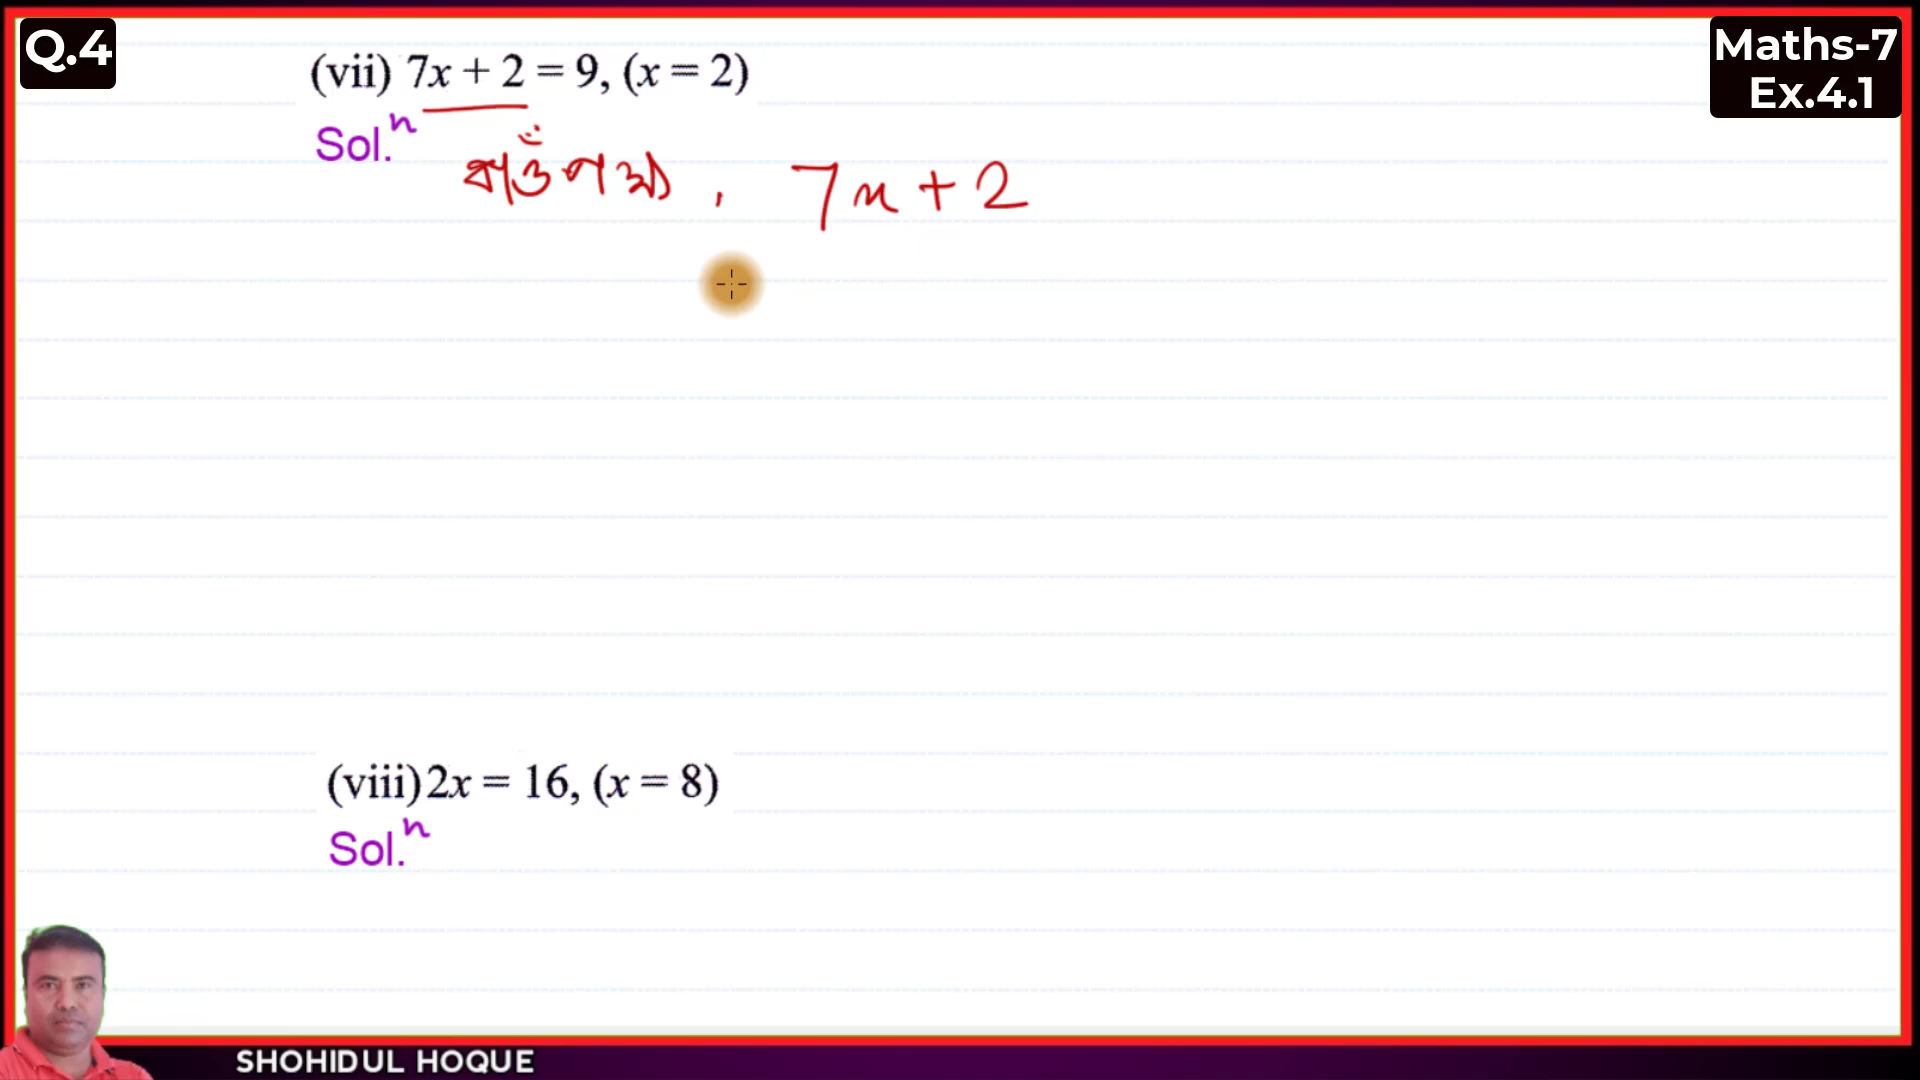 Q.4
Maths-7
Ex.4.1
(vii) 7x + 2 = 9, (x = 2)
Sol.ⁿ
বাওঁপক্ষ, 7x + 2
(viii) 2x = 16, (x = 8)
Sol.ⁿ
SHOHIDUL HOQUE